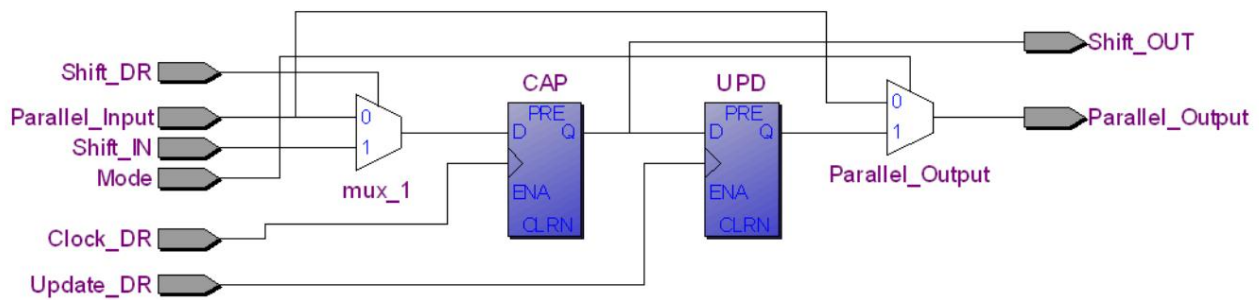 Shift_DR
Parallel_Input
Shift_IN
Mode
Clock_DR
Update_DR
0
1
mux_1
CAP
PRE
D Q
ENA
CLRN
UPD
PRE
D Q
ENA
CLRN
0
1
Parallel_Output
Shift_OUT
Parallel_Output